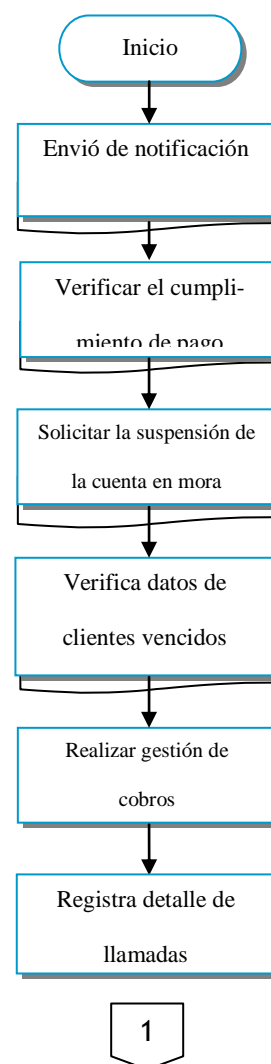 Inicio
Envió de notificación
Verificar el cumpli-
miento de pago
Solicitar la suspensión de
la cuenta en mora
Verifica datos de
clientes vencidos
Realizar gestión de
cobros
Registra detalle de
llamadas
1